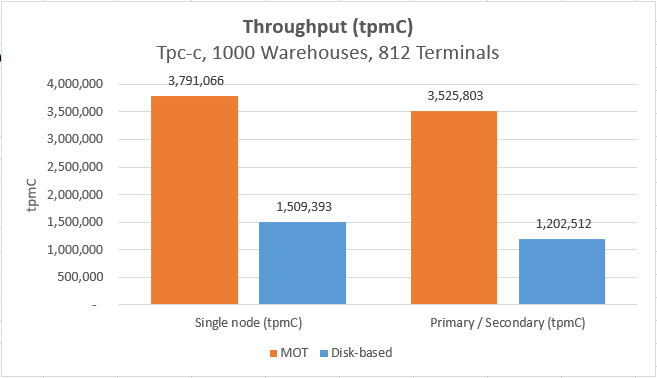 Throughput (tpmC)
Tpc-c, 1000 Warehouses, 812 Terminals
tpmC
4,000,000
3,500,000
3,000,000
2,500,000
2,000,000
1,500,000
1,000,000
500,000
-
3,791,066
1,509,393
3,525,803
1,202,512
Single node (tpmC)
Primary / Secondary (tpmC)
MOT
Disk-based